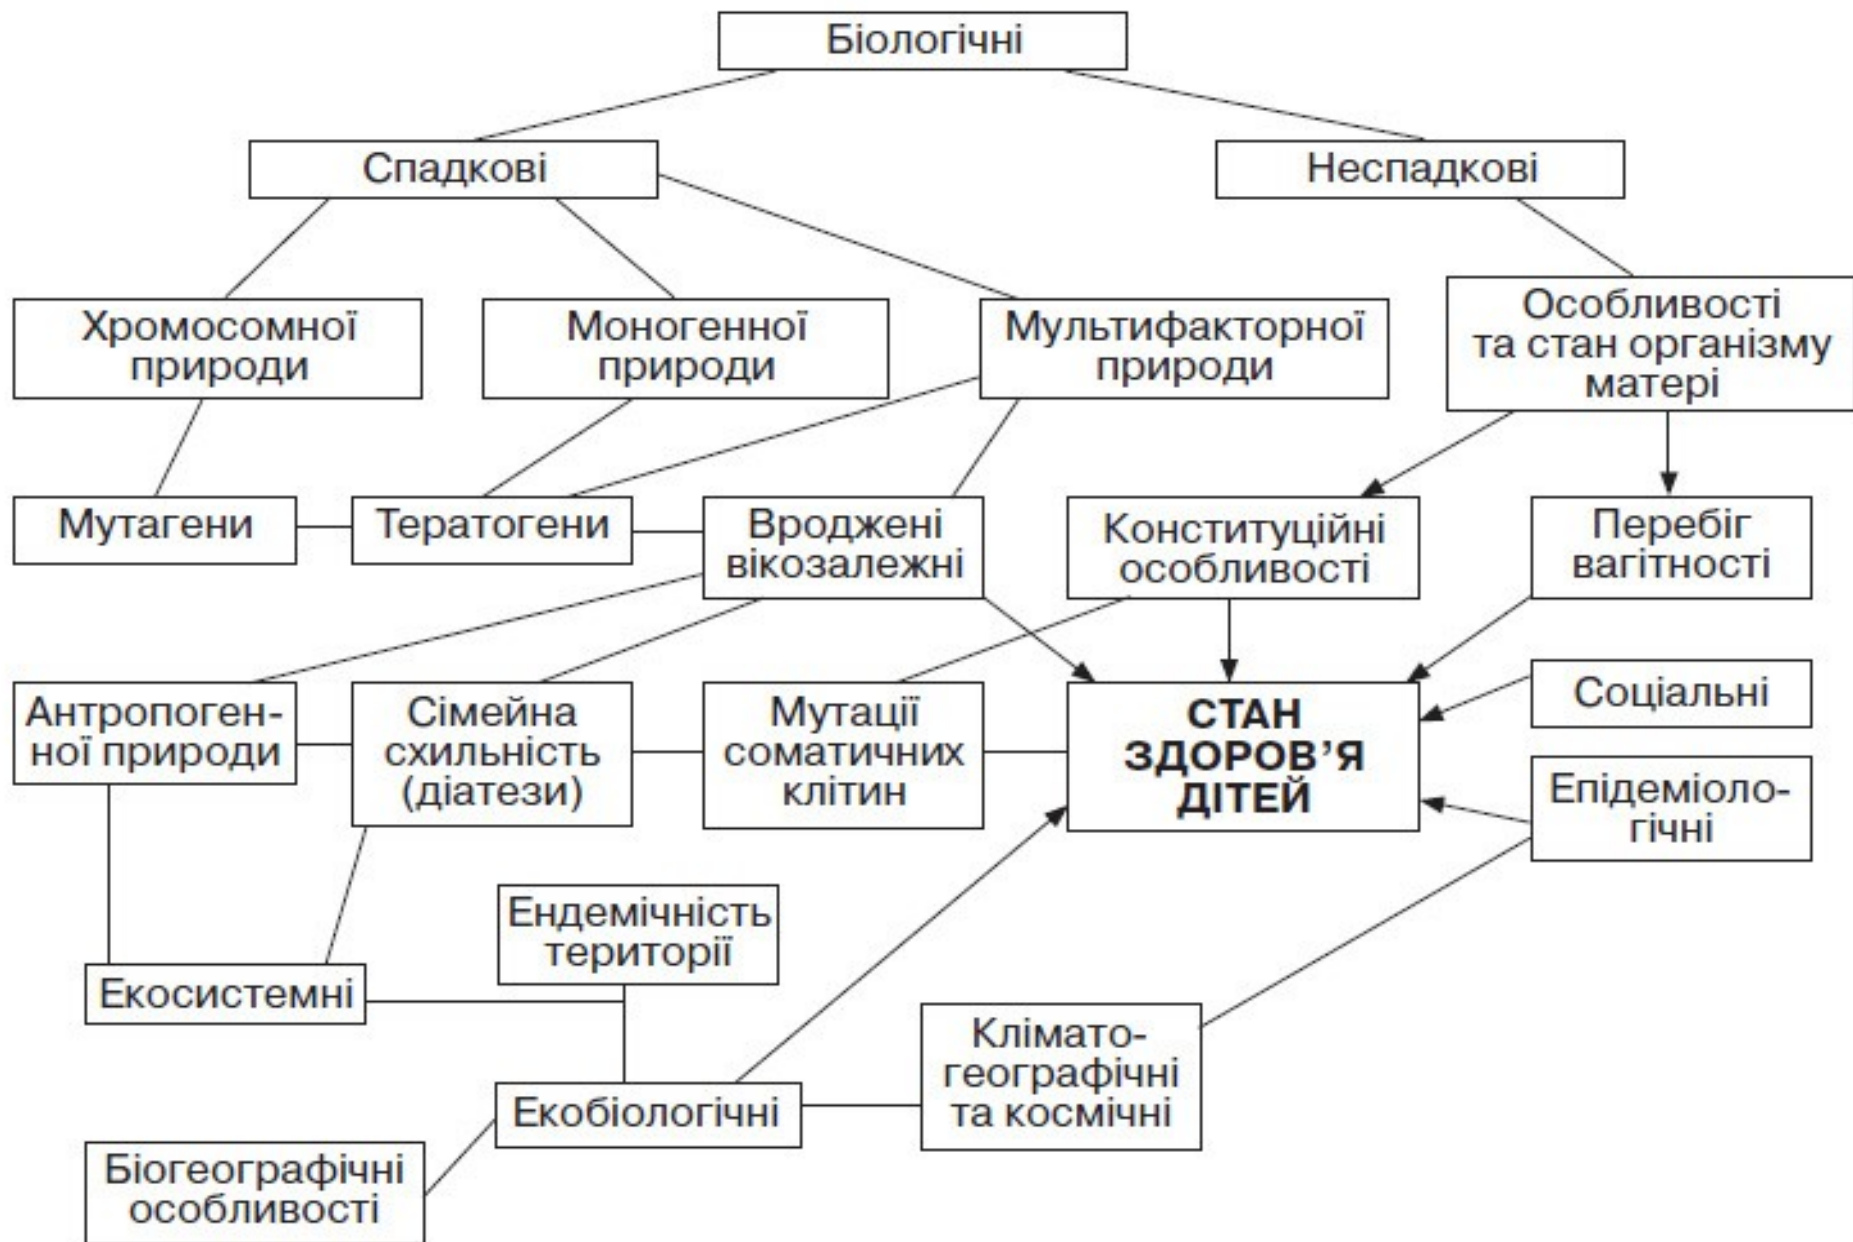 Біологічні
Спадкові
Неспадкові
Хромосомної
природи
Моногенної
природи
Мультифакторної
природи
Особливості
та стан організму
матері
Мутагени
Тератогени
Вроджені
вікозалежні
Конституційні
особливості
Перебіг
вагітності
Антропоген-
ної природи
Сімейна
схильність
(діатези)
Мутації
соматичних
клітин
СТАН
ЗДОРОВ’Я
ДІТЕЙ
Соціальні
Епідеміоло-
гічні
Ендемічність
території
Екосистемні
Клімато-
географічні
та космічні
Екобіологічні
Біогеографічні
особливості